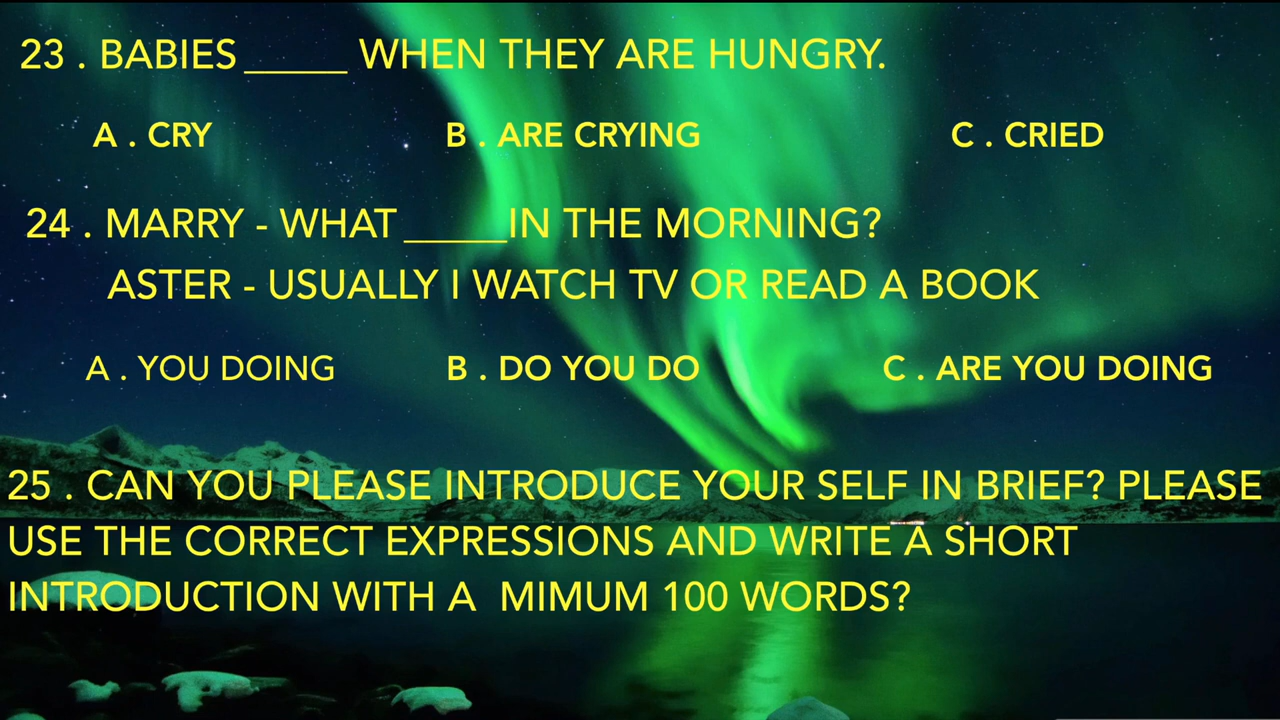 23 . BABIES _____ WHEN THEY ARE HUNGRY.
A . CRY B . ARE CRYING C . CRIED
24 . MARRY - WHAT _____IN THE MORNING?
ASTER - USUALLY I WATCH TV OR READ A BOOK
A . YOU DOING B . DO YOU DO C . ARE YOU DOING
25 . CAN YOU PLEASE INTRODUCE YOUR SELF IN BRIEF? PLEASE
USE THE CORRECT EXPRESSIONS AND WRITE A SHORT
INTRODUCTION WITH A MIMUM 100 WORDS?